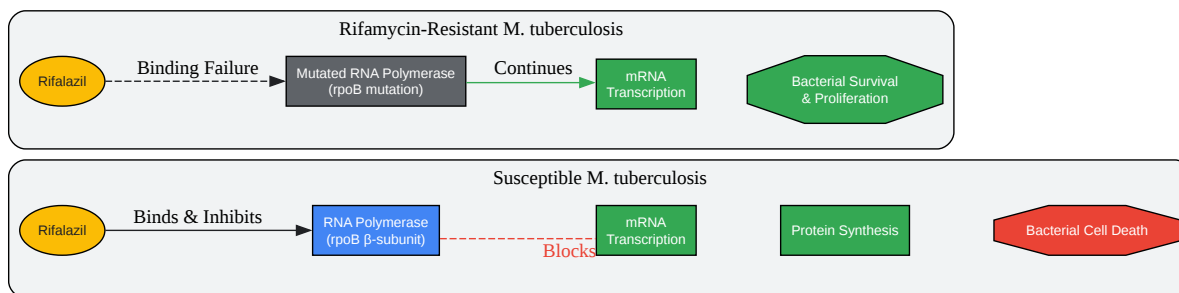 Rifamycin-Resistant M. tuberculosis
Rifalazil
Binding Failure
Mutated RNA Polymerase
(rpoB mutation)
Continues
mRNA
Transcription
Bacterial Survival
& Proliferation
Susceptible M. tuberculosis
Rifalazil
Binds & Inhibits
RNA Polymerase
(rpoB β-subunit)
Blocks
mRNA
Transcription
Protein Synthesis
Bacterial Cell Death